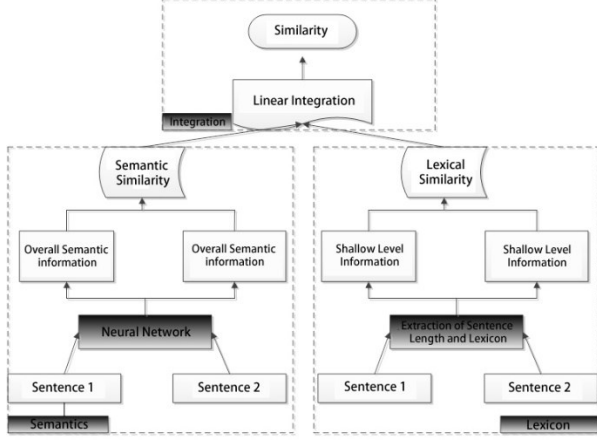 Similarity
Linear Integration
Integration
Semantic
Similarity
Lexical
Similarity
Overall Semantic
information
Overall Semantic
information
Shallow Level
Information
Shallow Level
Information
Neural Network
Extraction of Sentence
Length and Lexicon
Sentence 1
Sentence 2
Sentence 1
Sentence 2
Semantics
Lexicon